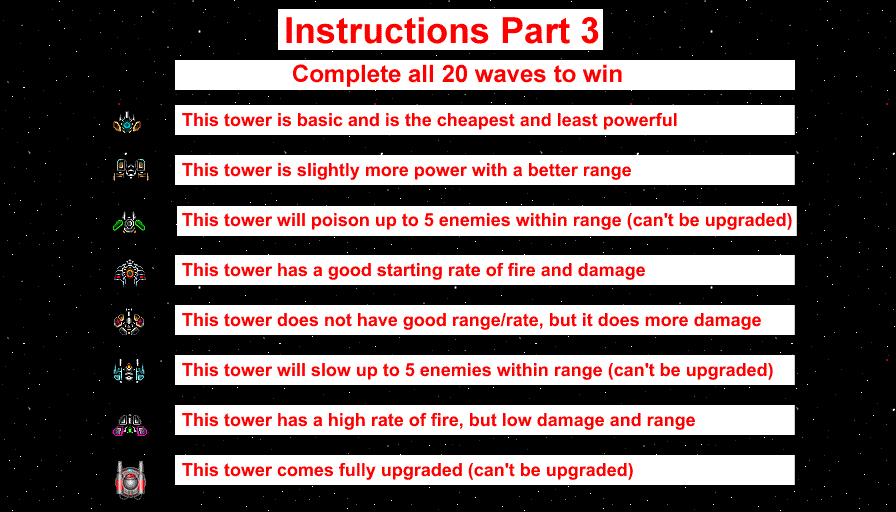 Instructions Part 3
Complete all 20 waves to win
This tower is basic and is the cheapest and least powerful
This tower is slightly more power with a better range
This tower will poison up to 5 enemies within range (can't be upgraded)
This tower has a good starting rate of fire and damage
This tower does not have good range/rate, but it does more damage
This tower will slow up to 5 enemies within range (can't be upgraded)
This tower has a high rate of fire, but low damage and range
This tower comes fully upgraded (can't be upgraded)